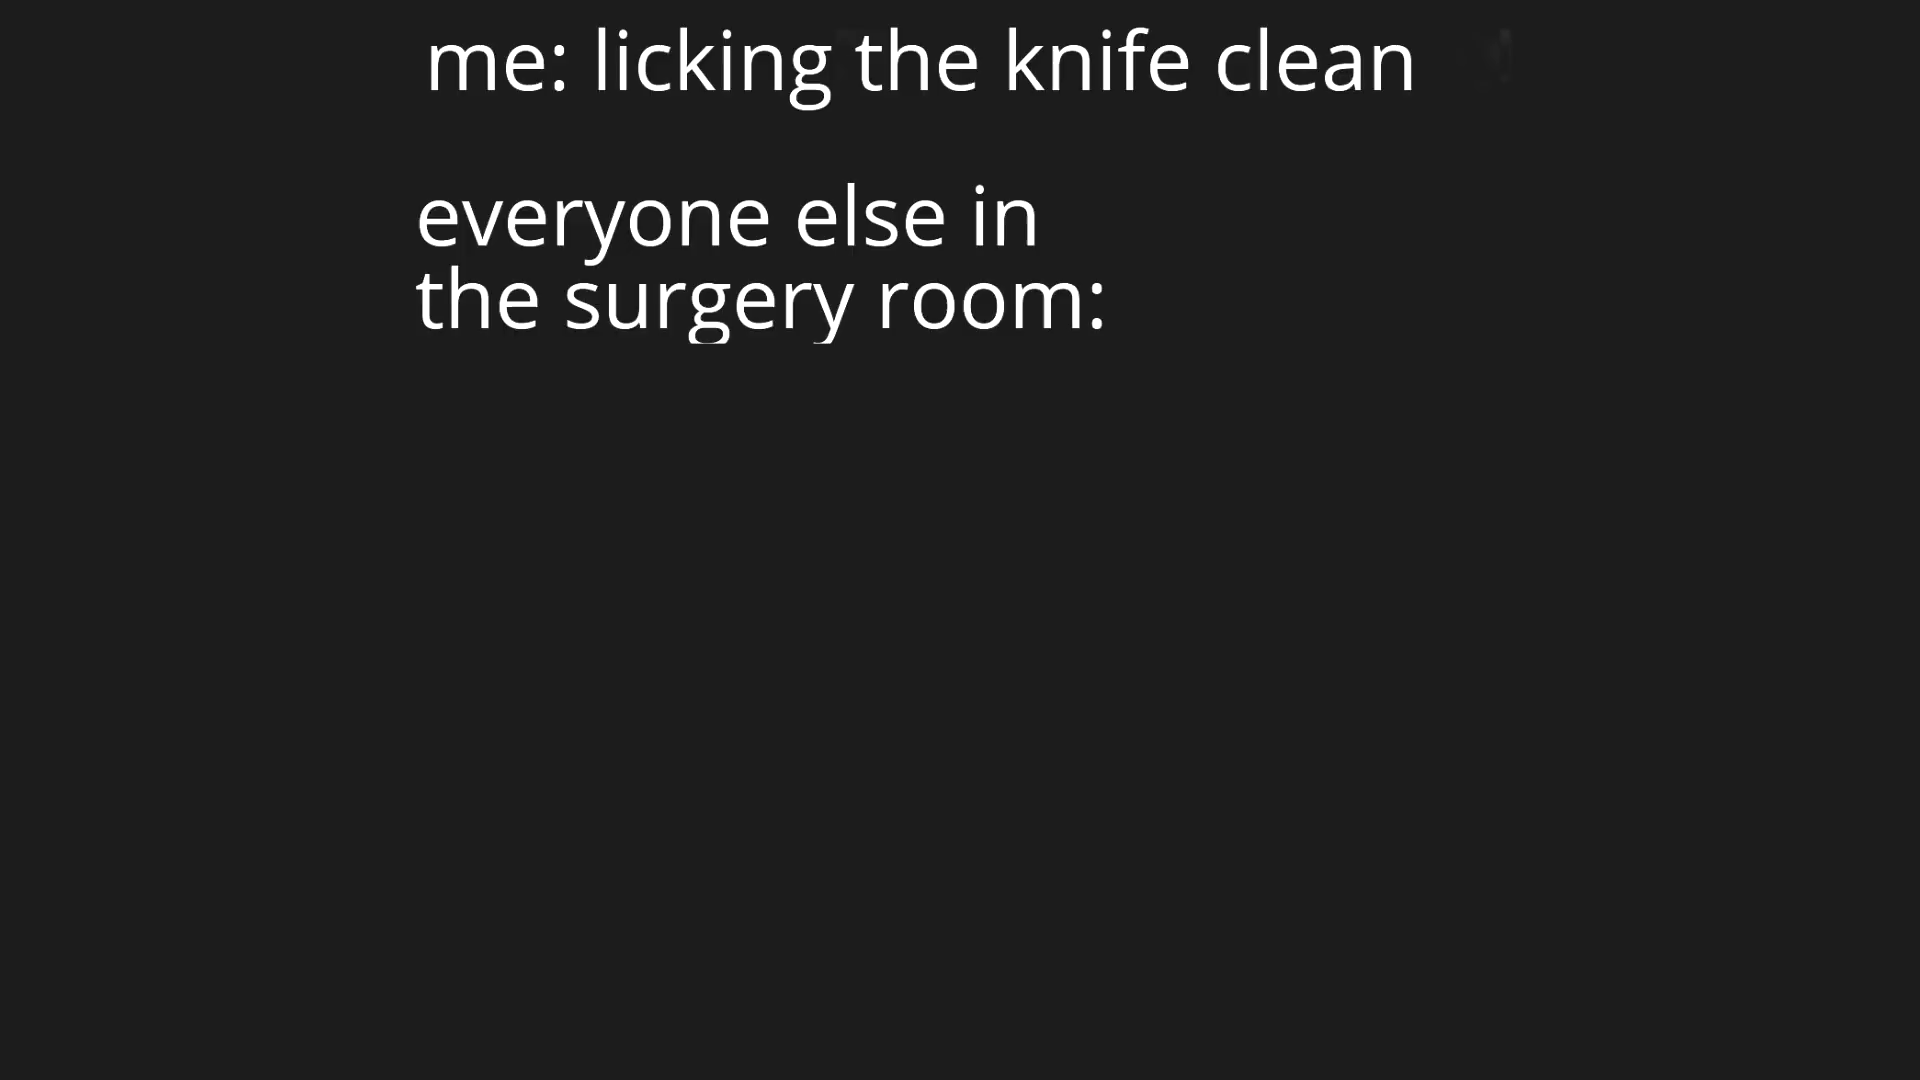 me: licking the knife clean
everyone else in
the surgery room: